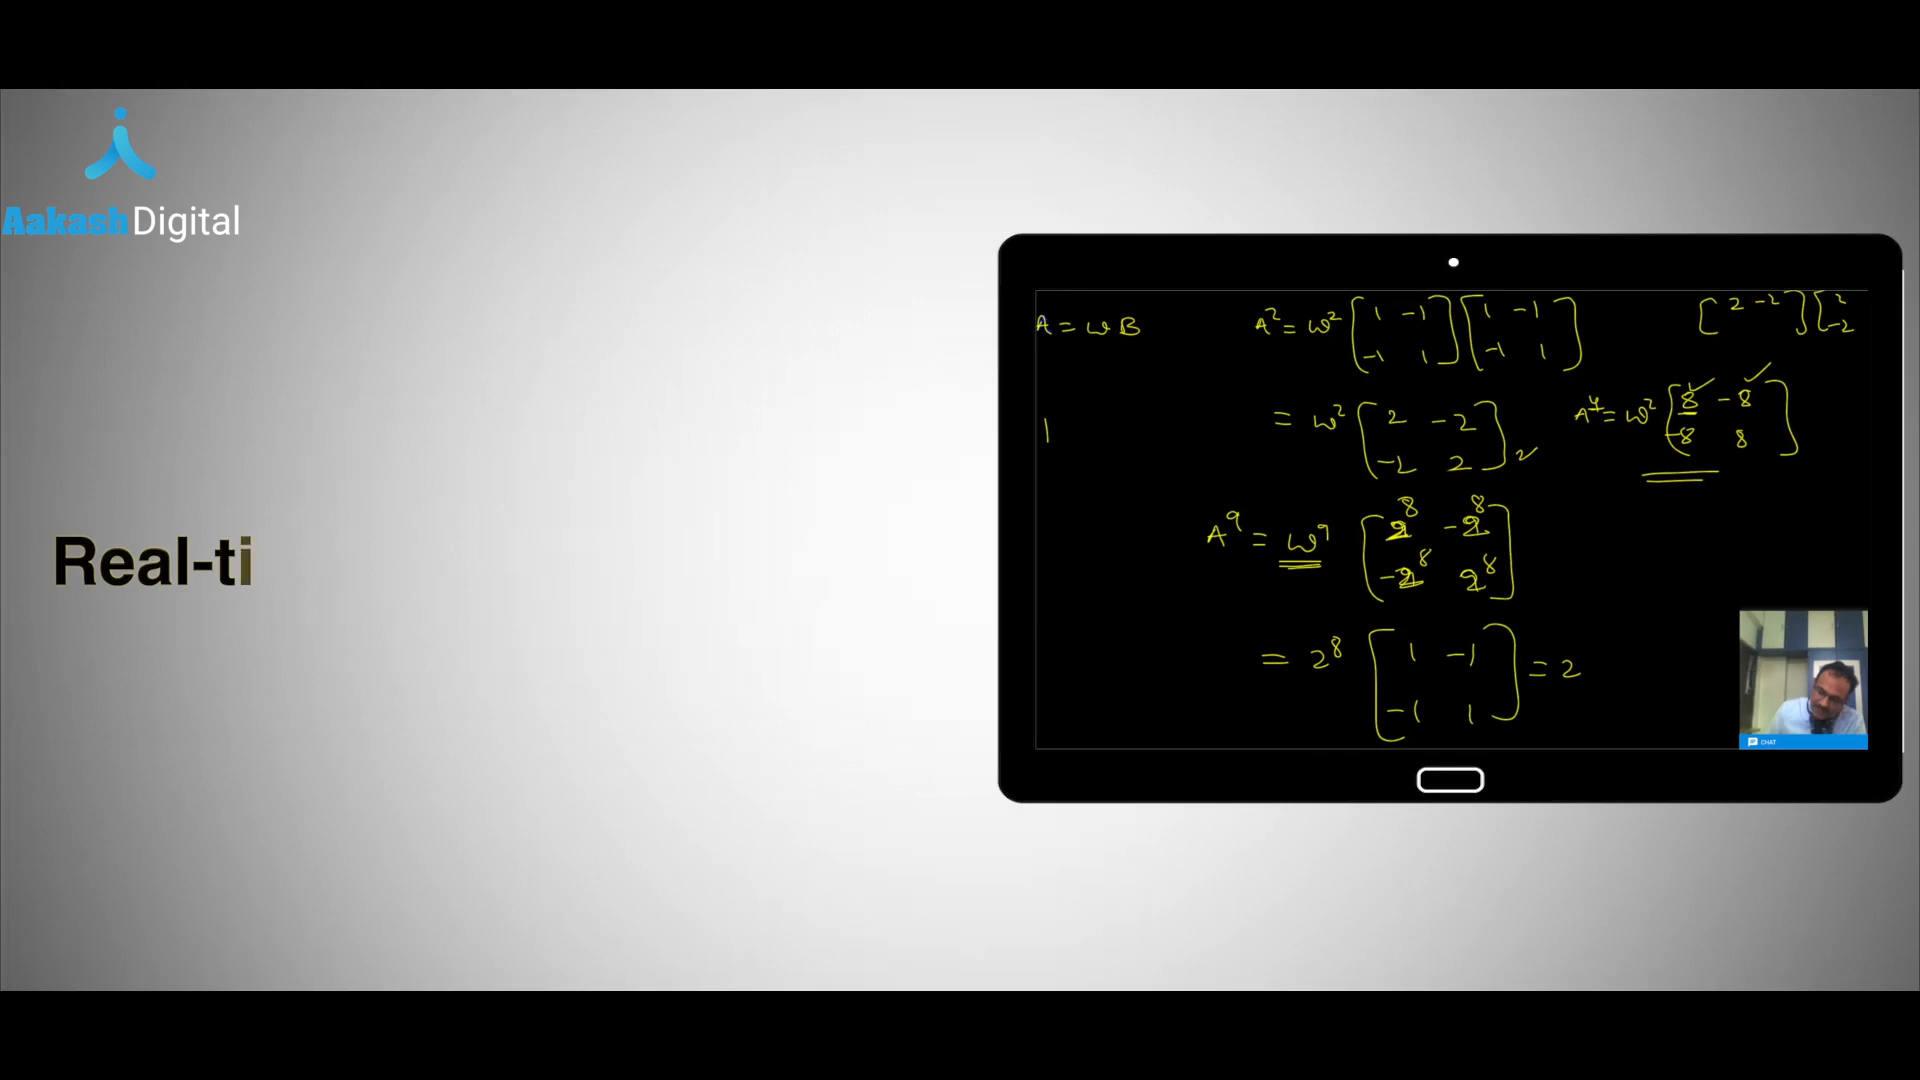 Aakash Digital
Real-ti
A = ω B
A² = ω² [1 -1 -1 1] [1 -1 -1 1]
[2 -2] [2 -2
= ω² [2 -2 -2 2]
A⁴ = ω² [8 -8 -8 8]
A⁹ = ω⁹ [2⁸ -2⁸ -2⁸ 2⁸]
= 2⁸ [1 -1 -1 1] = 2
CHAT